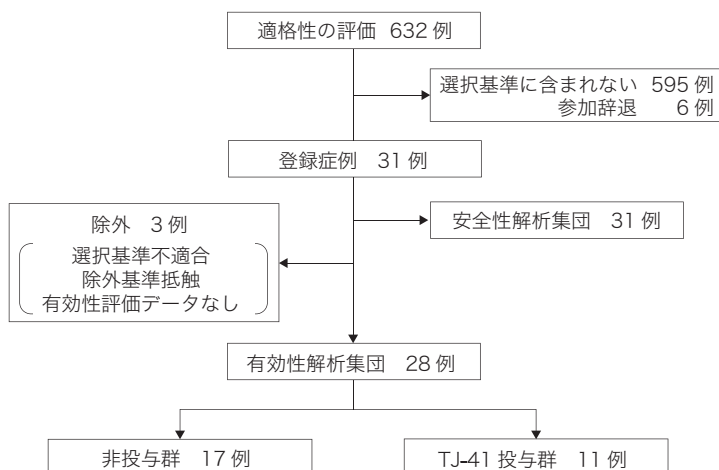 適格性の評価 632 例
選択基準に含まれない 595 例
参加辞退 6 例
登録症例 31 例
安全性解析集団 31 例
除外 3 例
選択基準不適合
除外基準抵触
有効性評価データなし
有効性解析集団 28 例
非投与群 17 例
TJ-41 投与群 11 例